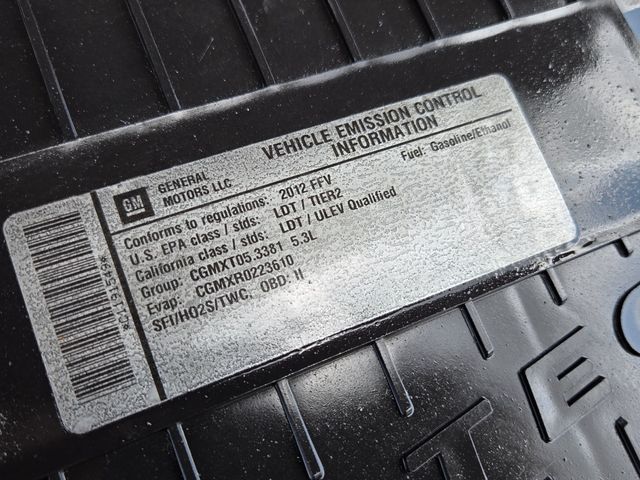 GM
GENERAL
MOTORS LLC
VEHICLE EMISSION CONTROL
INFORMATION
Conforms to regulations: 2012 FFV
Fuel: Gasoline/Ethanol
U.S. EPA class / stds: LDT / TIER2
California class / stds: LDT / ULEV Qualified
Group: CGMXT05.3381 5.3L
Evap: CGMXR0223610
SFI/HO2S/TWC, OBD: II
TEC